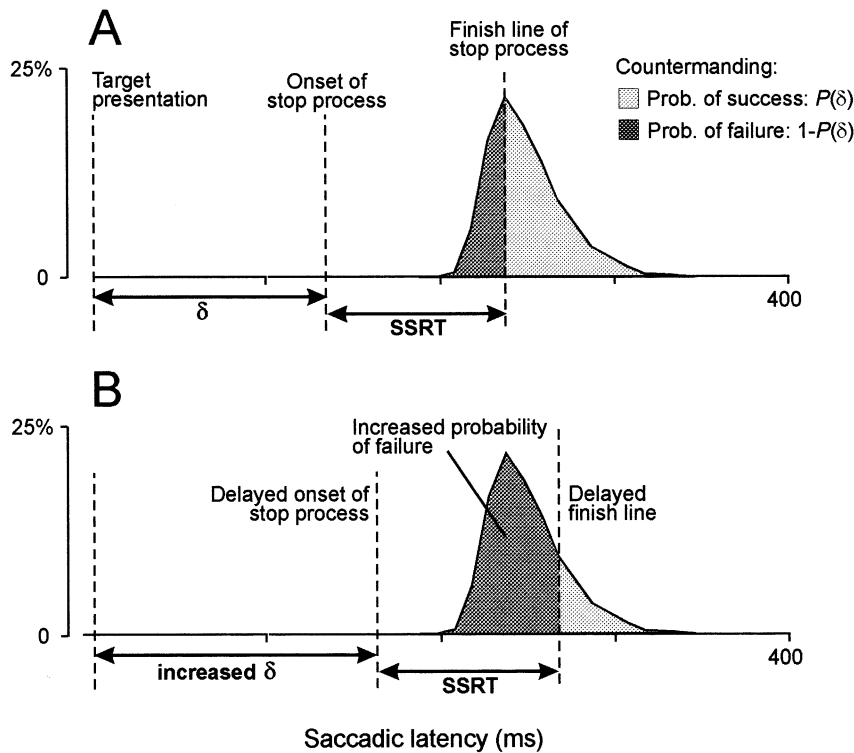 A
Finish line of
stop process
25%
Target
presentation
Onset of
stop process
Countermanding:
Prob. of success: P(δ)
Prob. of failure: 1-P(δ)
0
400
δ
SSRT
B
25%
Increased probability
of failure
Delayed onset of
stop process
Delayed
finish line
0
400
increased δ
SSRT
Saccadic latency (ms)